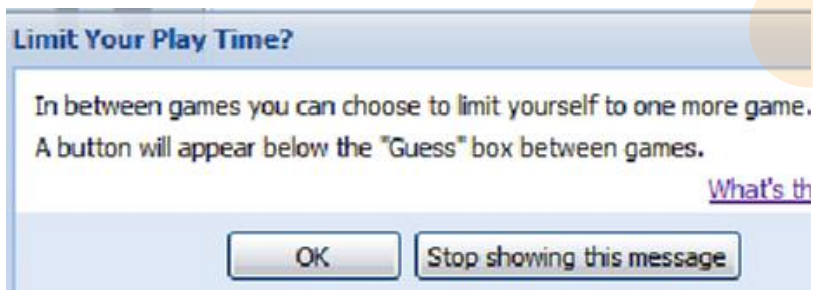 Limit Your Play Time?
In between games you can choose to limit yourself to one more game.
A button will appear below the "Guess" box between games.
What's
OK
Stop showing this message